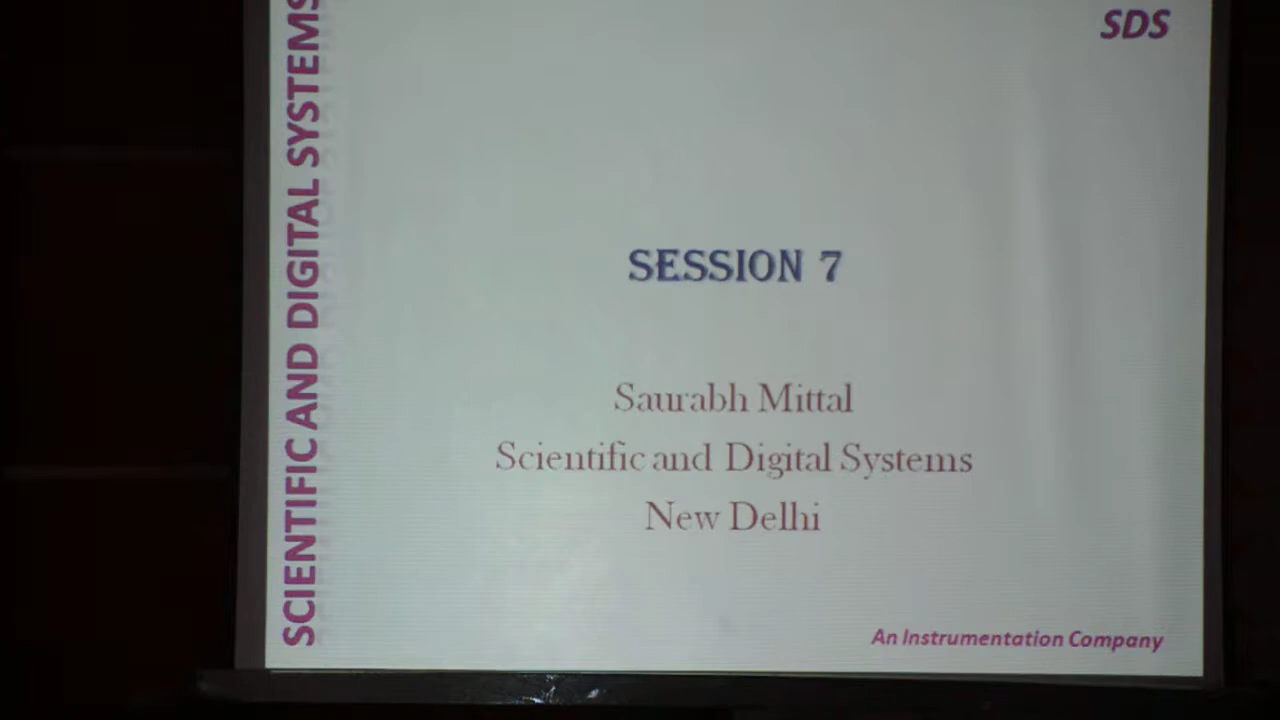 SDS
SCIENTIFIC AND DIGITAL SYSTEMS
SESSION 7
Saurabh Mittal
Scientific and Digital Systems
New Delhi
An Instrumentation Company